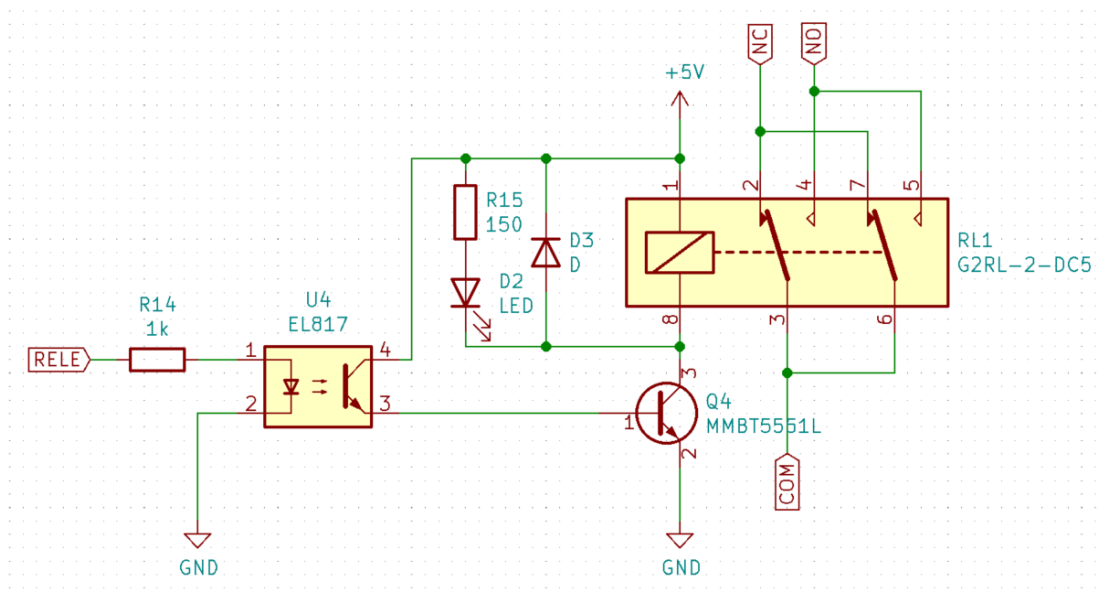 NC
NO
+5V
1
2
4
7
5
R15
150
D3
D
RL1
G2RL-2-DC5
D2
LED
R14
1k
U4
EL817
8
3
6
RELE
1
4
2
3
3
Q4
MMBT5551L
1
2
COM
GND
GND